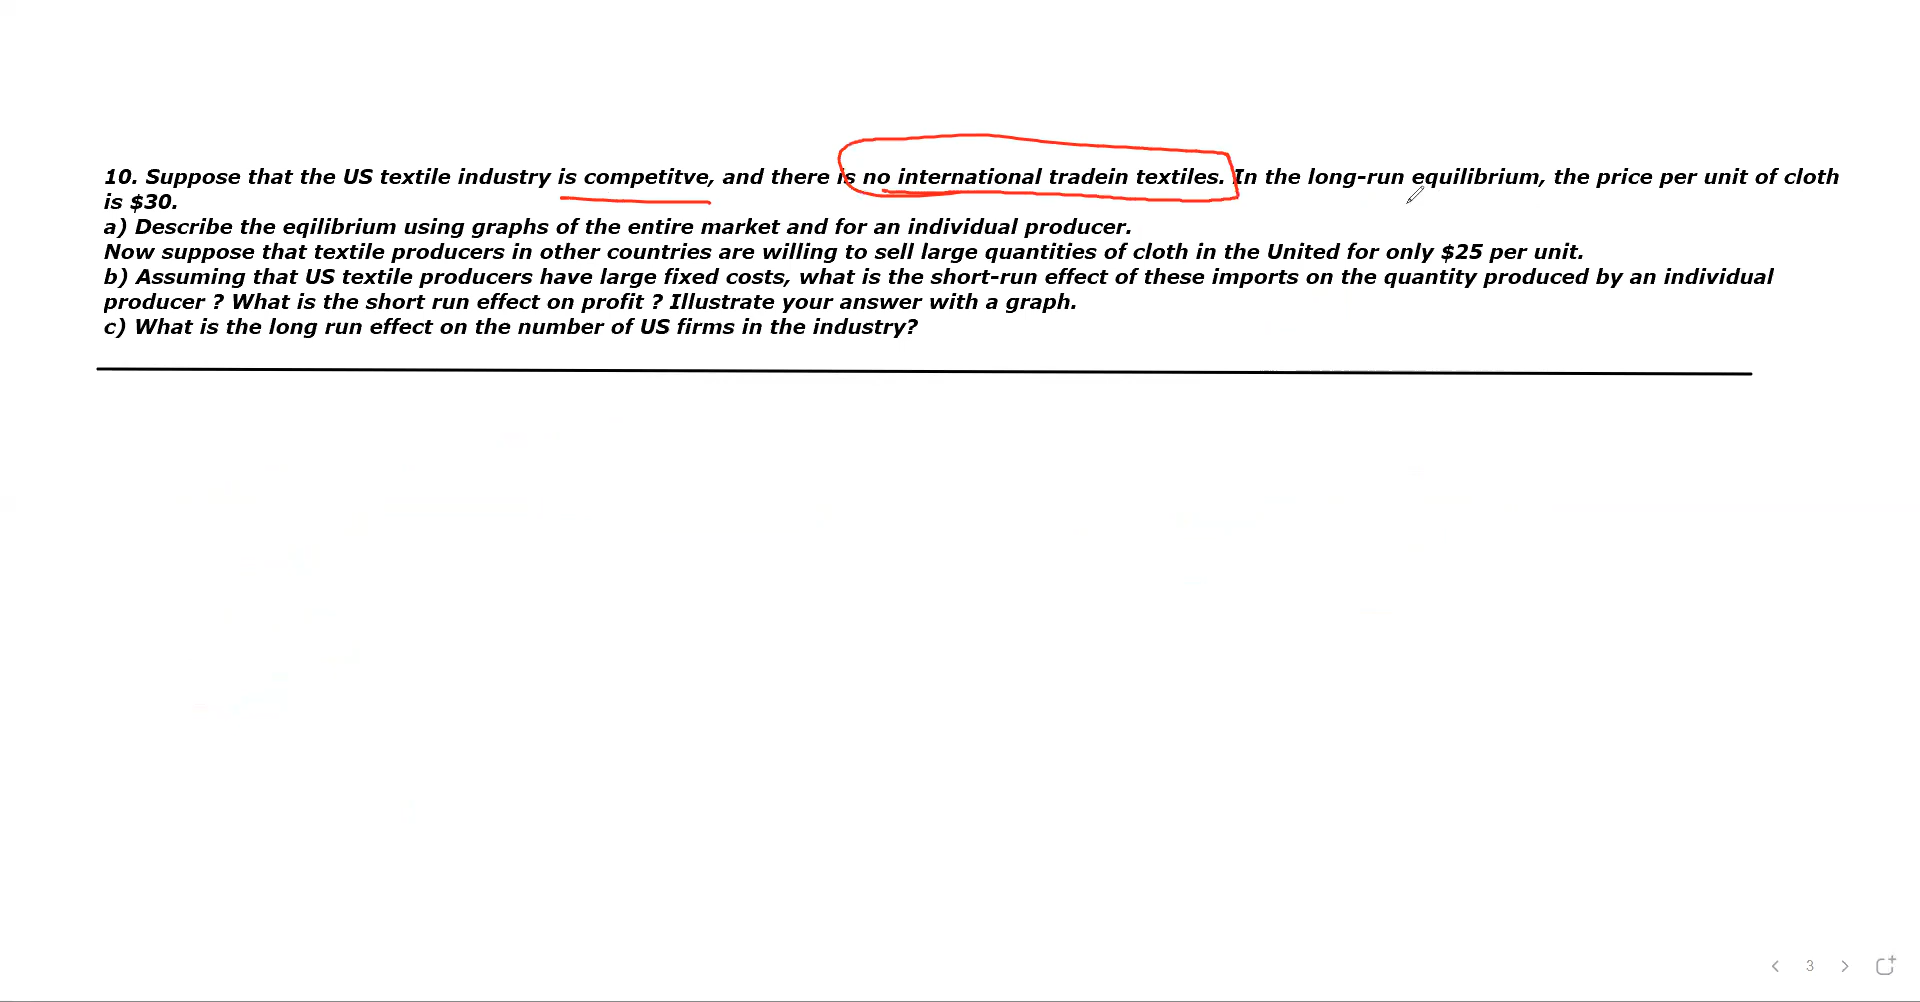 10. Suppose that the US textile industry is competitve, and there is no international tradein textiles. In the long-run equilibrium, the price per unit of cloth
is $30.
a) Describe the eqilibrium using graphs of the entire market and for an individual producer.
Now suppose that textile producers in other countries are willing to sell large quantities of cloth in the United for only $25 per unit.
b) Assuming that US textile producers have large fixed costs, what is the short-run effect of these imports on the quantity produced by an individual
producer ? What is the short run effect on profit ? Illustrate your answer with a graph.
c) What is the long run effect on the number of US firms in the industry?
3